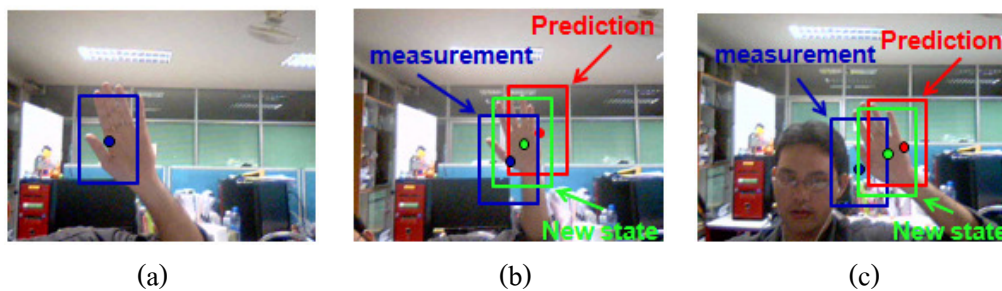 Prediction
measurement
New state
Prediction
measurement
New state
(a)
(b)
(c)